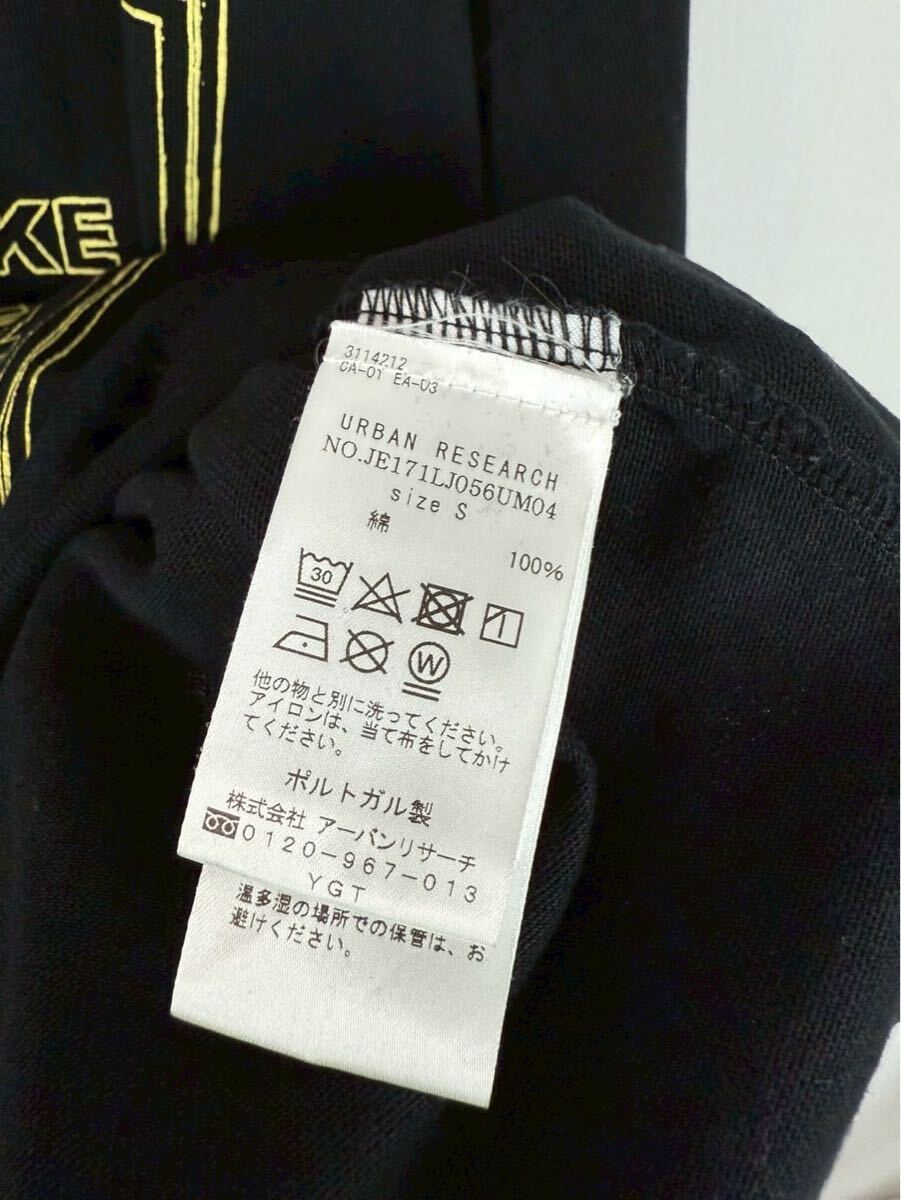 KE
3114212
CA-01 EA-03
URBAN RESEARCH
NO.JE171LJ056UM04
size S
綿 100%
30
W
他の物と別に洗ってください。
アイロンは、当て布をしてかけ
てください。
ポルトガル製
株式会社 アーバンリサーチ
0120-967-013
YGT
温多湿の場所での保管は、お
避けください。